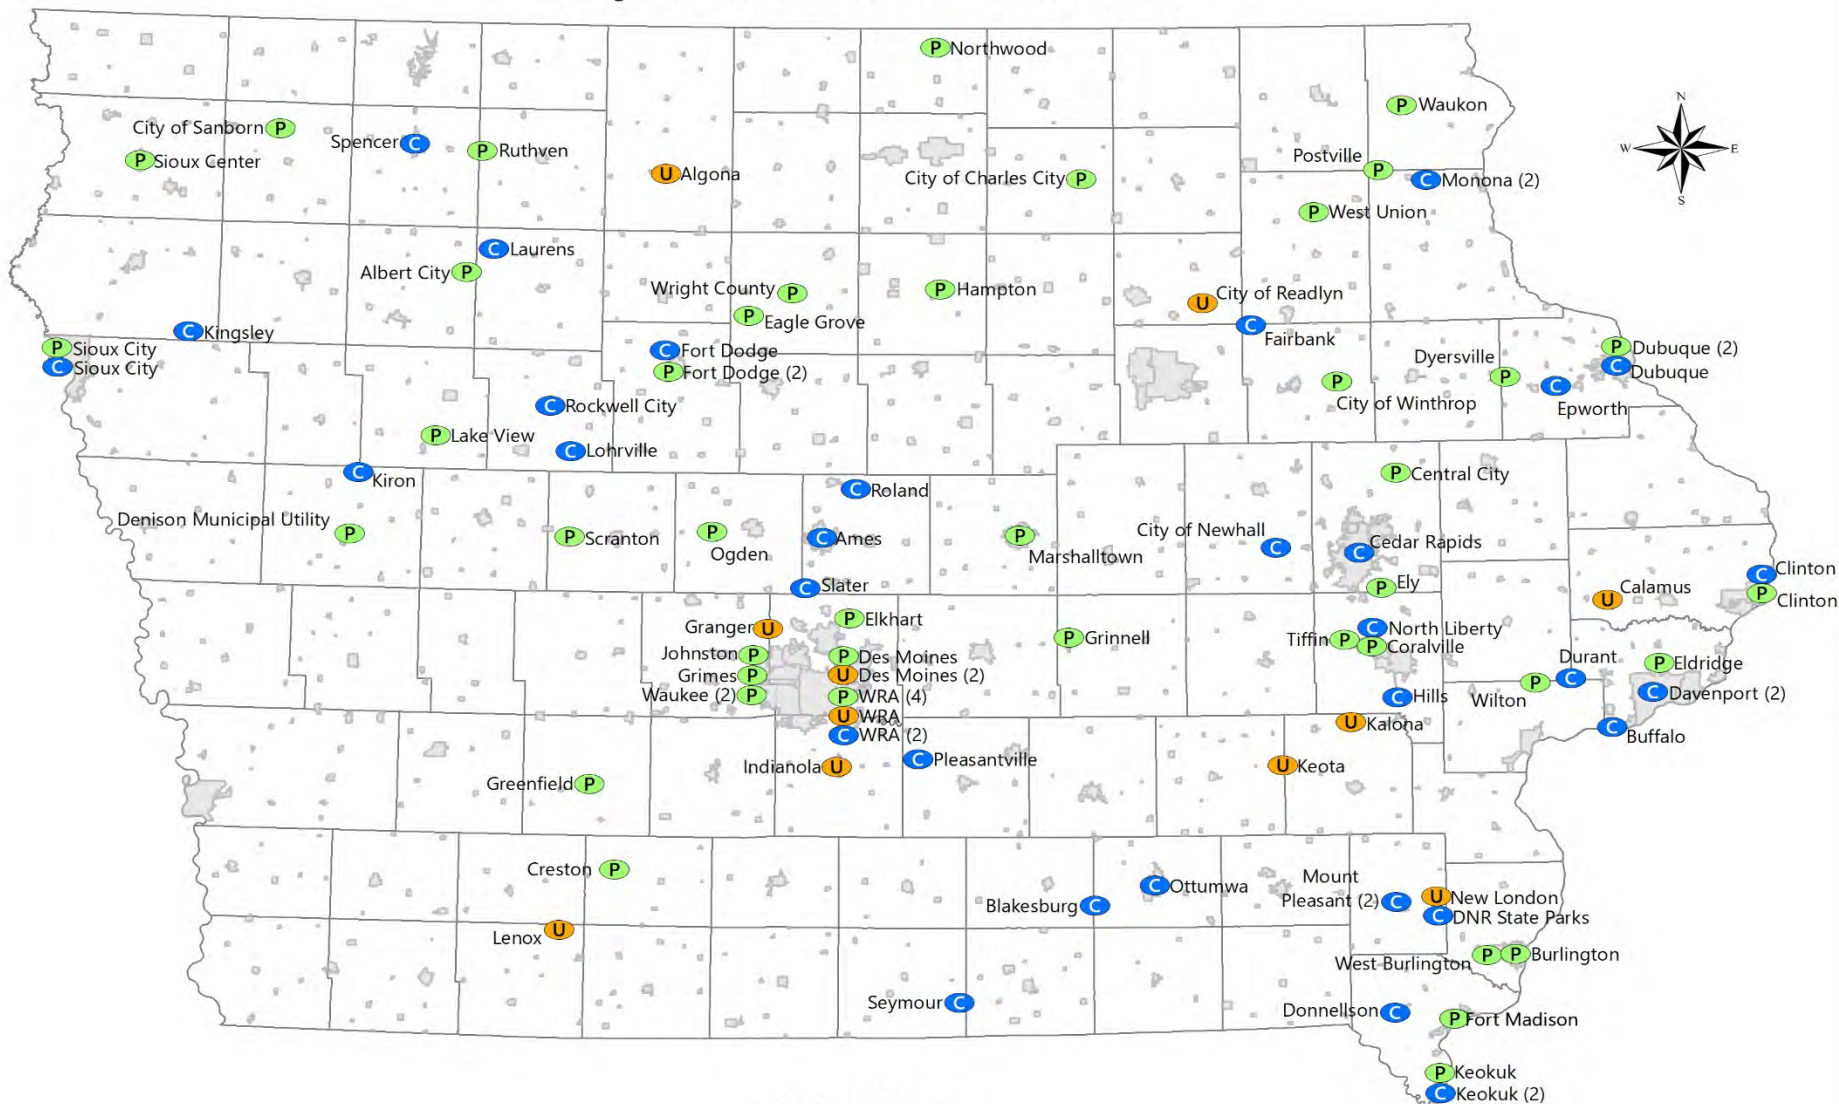 P Northwood
P Waukon
N
City of Sanborn P
Spencer C
P Ruthven
W E
Postville
P Sioux Center
U Algona
City of Charles City P
P
C Monona (2)
S
P West Union
C Laurens
Albert City P
Wright County P
P Hampton
City of Readlyn
U
P
Eagle Grove
C Kingsley
C
Fairbank
P Sioux City
C Fort Dodge
Dyersville
P Dubuque (2)
C Sioux City
P Fort Dodge (2)
P
C Dubuque
P
City of Winthrop
C
Epworth
C Rockwell City
P Lake View
C Lohrville
C
Kiron
P Central City
C Roland
Denison Municipal Utility
P
P Scranton
P
Ogden
C Ames
P
Marshalltown
City of Newhall
C
C Cedar Rapids
C Slater
P Ely
C Clinton
Calamus
U
P Clinton
Granger U
P Elkhart
P Grinnell
C North Liberty
Tiffin P
P Coralville
Johnston P
P Des Moines
Durant
P Eldridge
Grimes P
U Des Moines (2)
C
Waukee (2) P
P WRA (4)
C Hills
P
Wilton
C Davenport (2)
U WRA
U Kalona
C WRA (2)
C
Buffalo
Indianola U
C Pleasantville
U Keota
Greenfield P
Creston P
Mount
Pleasant (2) C
C Ottumwa
U New London
Blakesburg C
C DNR State Parks
U
Lenox
West Burlington P
P Burlington
Seymour C
Donnellson C
P Fort Madison
P Keokuk
C Keokuk (2)